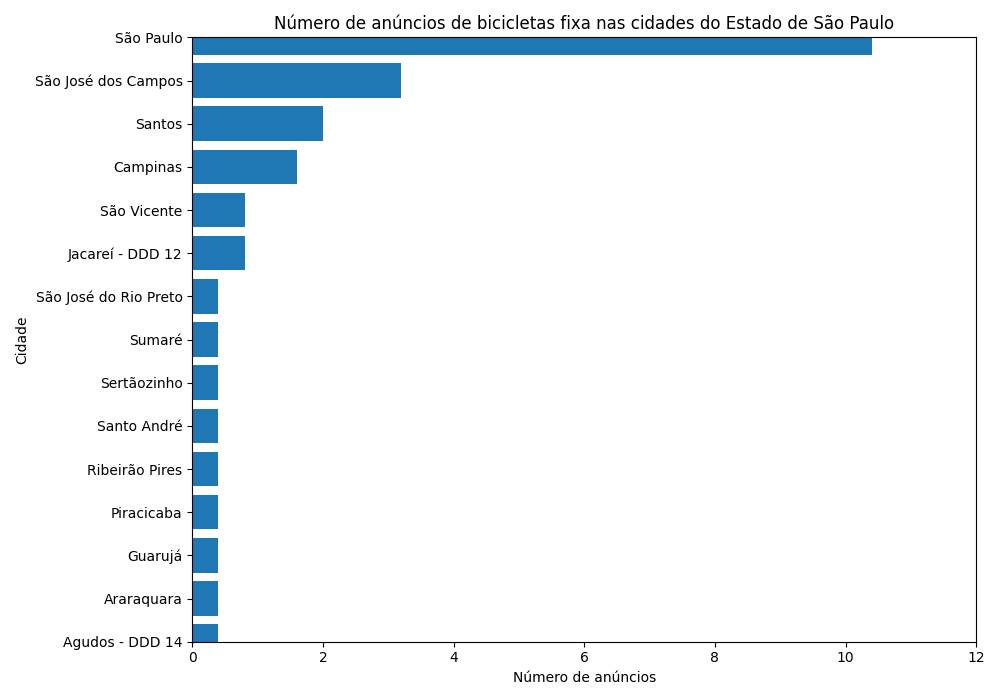 Número de anúncios de bicicletas fixa nas cidades do Estado de São Paulo
São Paulo
São José dos Campos
Santos
Campinas
São Vicente
Jacareí - DDD 12
São José do Rio Preto
Sumaré
Sertãozinho
Santo André
Ribeirão Pires
Piracicaba
Guarujá
Araraquara
Agudos - DDD 14
Cidade
0 2 4 6 8 10 12
Número de anúncios